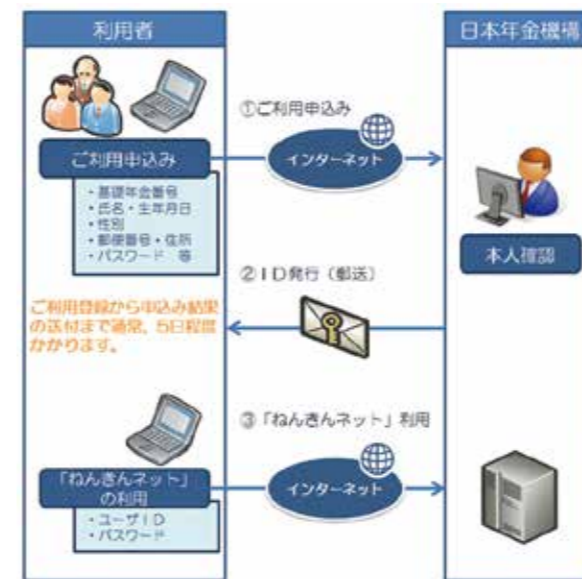 利用者
日本年金機構
①ご利用申込み
インターネット
ご利用申込み
・基礎年金番号
・氏名・生年月日
・性別
・郵便番号・住所
・パスワード 等
本人確認
②ID発行(郵送)
ご利用登録から申込み結果
の送付まで通常、5日程度
かかります。
③「ねんきんネット」利用
インターネット
「ねんきんネット」
の利用
・ユーザID
・パスワード